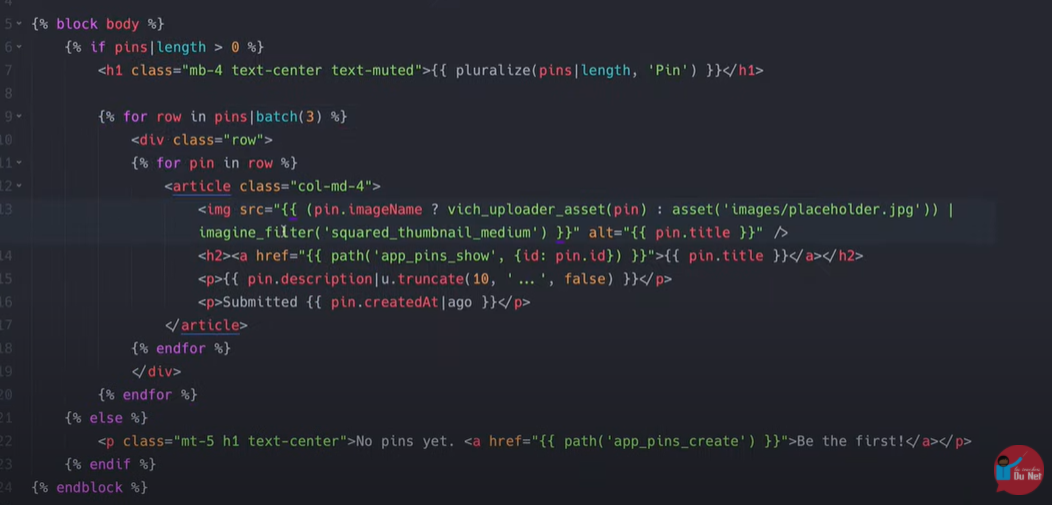 5 {% block body %}
6 {% if pins|length > 0 %}
7 <h1 class="mb-4 text-center text-muted">{{ pluralize(pins|length, 'Pin') }}</h1>
8
9 {% for row in pins|batch(3) %}
10 <div class="row">
11 {% for pin in row %}
12 <article class="col-md-4">
13 <img src="{{ (pin.imageName ? vich_uploader_asset(pin) : asset('images/placeholder.jpg')) |
imagine_filter('squared_thumbnail_medium') }}" alt="{{ pin.title }}" />
14 <h2><a href="{{ path('app_pins_show', {id: pin.id}) }}">{{ pin.title }}</a></h2>
15 <p>{{ pin.description|u.truncate(10, '...', false) }}</p>
16 <p>Submitted {{ pin.createdAt|ago }}</p>
17 </article>
18 {% endfor %}
19 </div>
20 {% endfor %}
21 {% else %}
22 <p class="mt-5 h1 text-center">No pins yet. <a href="{{ path('app_pins_create') }}">Be the first!</a></p>
23 {% endif %}
24 {% endblock %}
Du Net